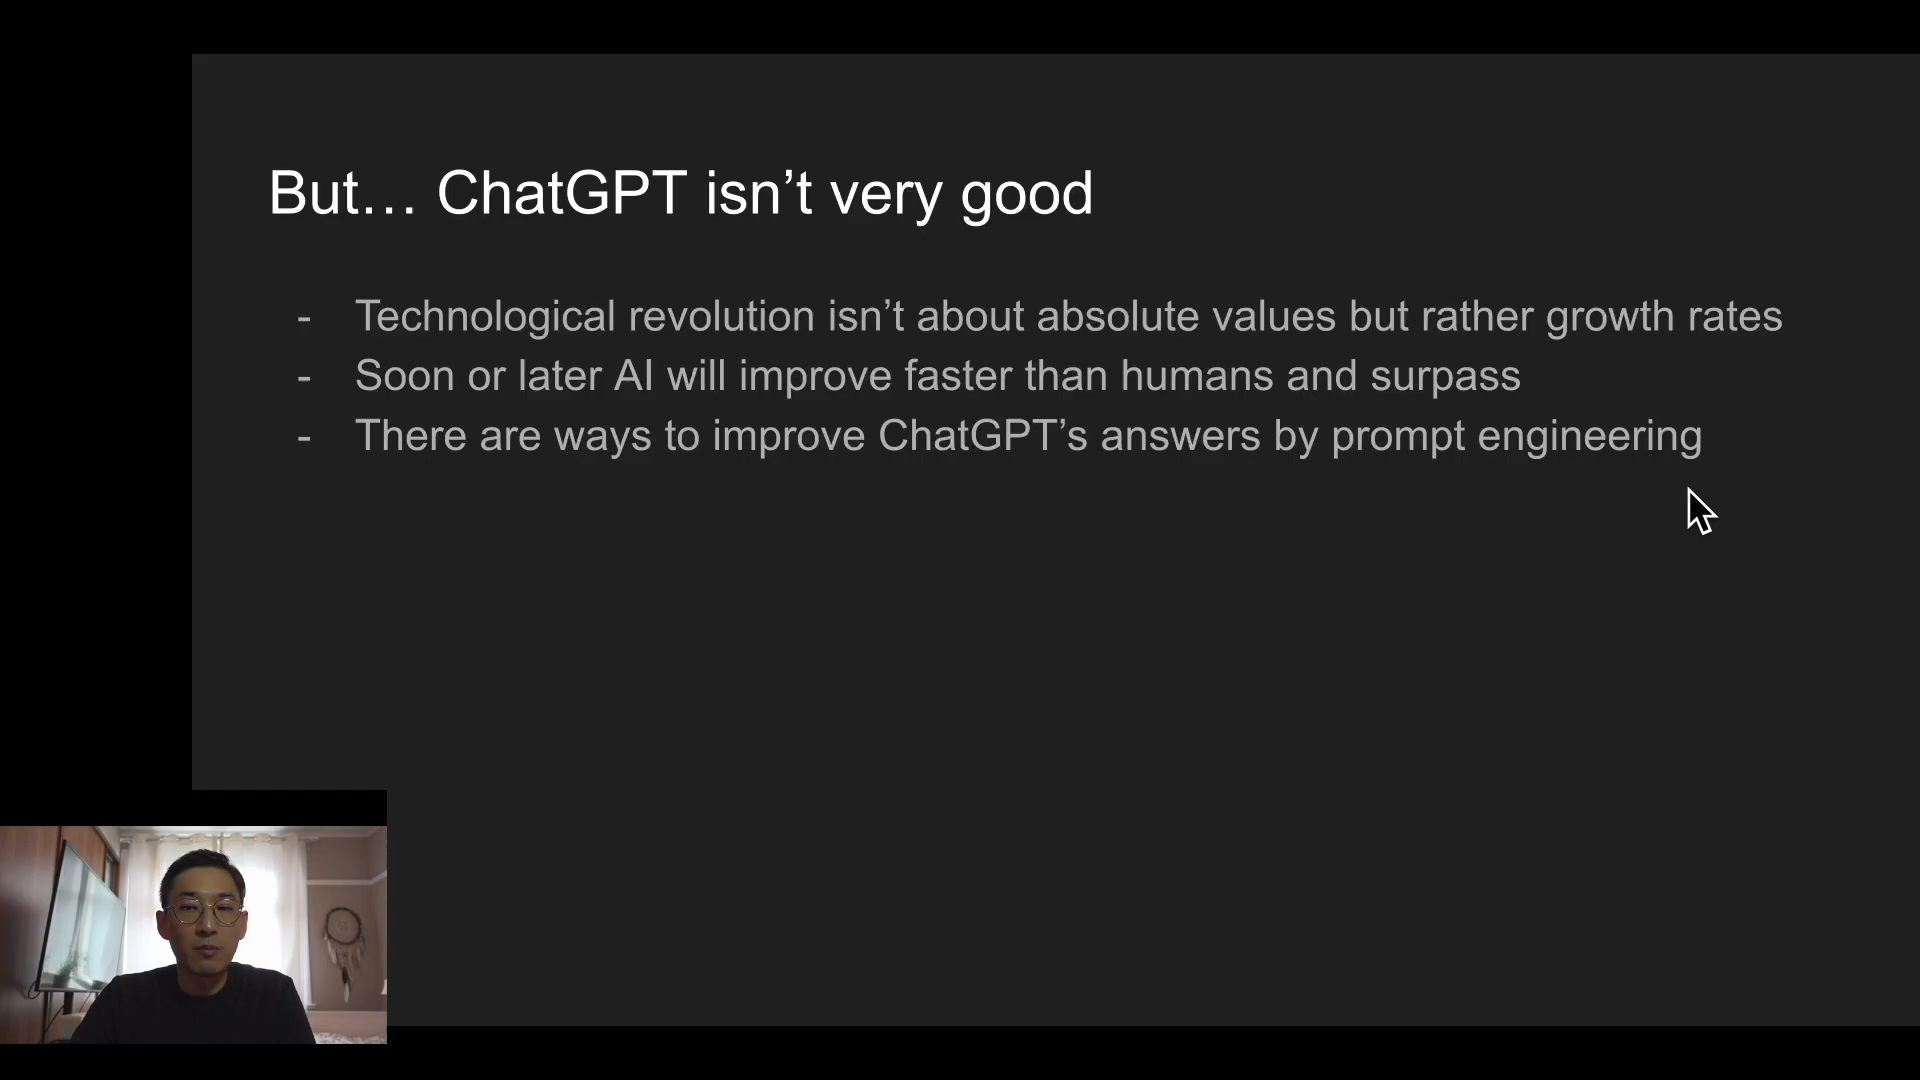 But… ChatGPT isn’t very good
- Technological revolution isn’t about absolute values but rather growth rates
- Soon or later AI will improve faster than humans and surpass
- There are ways to improve ChatGPT’s answers by prompt engineering